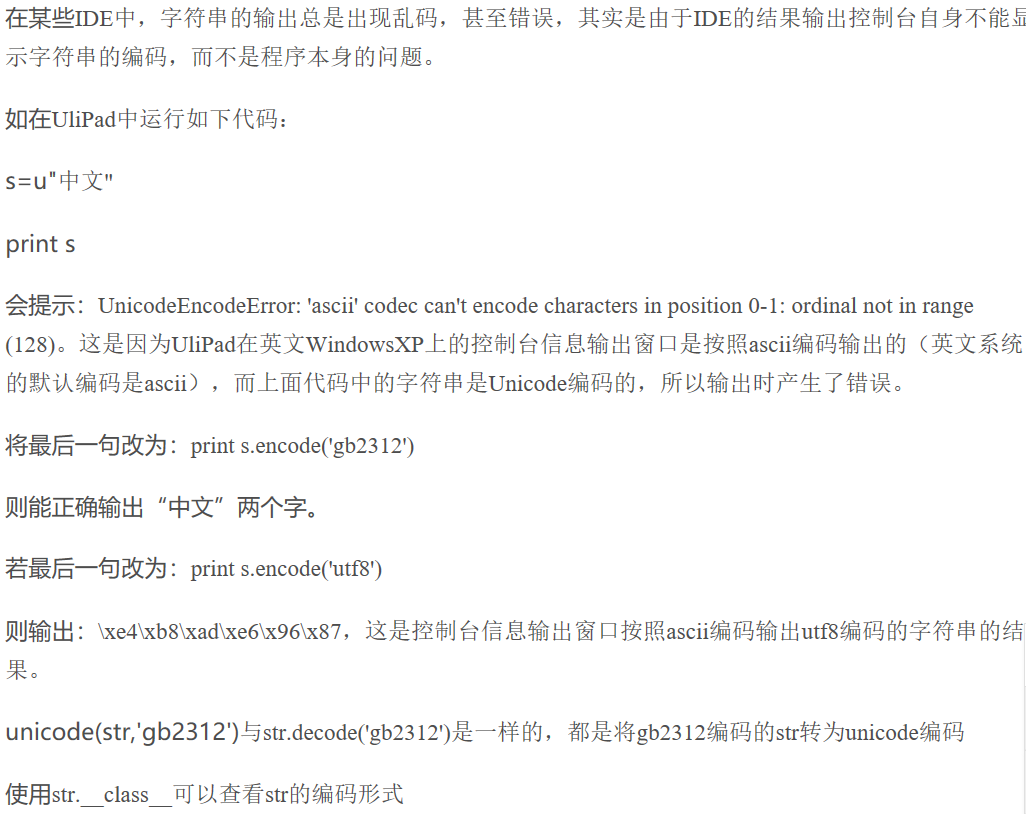 在某些IDE中，字符串的输出总是出现乱码，甚至错误，其实是由于IDE的结果输出控制台自身不能显
示字符串的编码，而不是程序本身的问题。
如在UliPad中运行如下代码：
s=u"中文"
print s
会提示：UnicodeEncodeError: 'ascii' codec can't encode characters in position 0-1: ordinal not in range
(128)。这是因为UliPad在英文WindowsXP上的控制台信息输出窗口是按照ascii编码输出的（英文系统
的默认编码是ascii），而上面代码中的字符串是Unicode编码的，所以输出时产生了错误。
将最后一句改为：print s.encode('gb2312')
则能正确输出“中文”两个字。
若最后一句改为：print s.encode('utf8')
则输出：\xe4\xb8\xad\xe6\x96\x87，这是控制台信息输出窗口按照ascii编码输出utf8编码的字符串的结
果。
unicode(str,'gb2312')与str.decode('gb2312')是一样的，都是将gb2312编码的str转为unicode编码
使用str.__class__可以查看str的编码形式